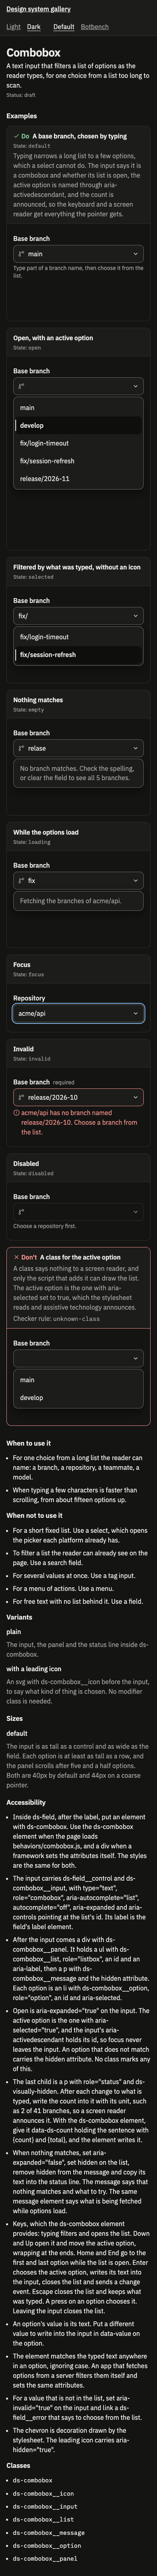 Design system gallery
Light Dark Default Botbench
Combobox
A text input that filters a list of options as the
reader types, for one choice from a list too long to
scan.
Status: draft
Examples
Do A base branch, chosen by typing
State: default
Typing narrows a long list to a few options,
which a select cannot do. The input says it is
a combobox and whether its list is open, the
active option is named through aria-
activedescendant, and the count is
announced, so the keyboard and a screen
reader get everything the pointer gets.
Base branch
main
Type part of a branch name, then choose it from the
list.
Open, with an active option
State: open
Base branch
main
develop
fix/login-timeout
fix/session-refresh
release/2026-11
Filtered by what was typed, without an icon
State: selected
Base branch
fix/
fix/login-timeout
fix/session-refresh
Nothing matches
State: empty
Base branch
relase
No branch matches. Check the spelling,
or clear the field to see all 5 branches.
While the options load
State: loading
Base branch
fix
Fetching the branches of acme/api.
Focus
State: focus
Repository
acme/api
Invalid
State: invalid
Base branch required
release/2026-10
acme/api has no branch named
release/2026-10. Choose a branch from
the list.
Disabled
State: disabled
Base branch
Choose a repository first.
Don't A class for the active option
A class says nothing to a screen reader, and
only the script that adds it can draw the list.
The active option is the one with aria-
selected set to true, which the stylesheet
reads and assistive technology announces.
Checker rule: unknown-class
Base branch
main
develop
When to use it
• For one choice from a long list the reader can
name: a branch, a repository, a teammate, a
model.
• When typing a few characters is faster than
scrolling, from about fifteen options up.
When not to use it
• For a short fixed list. Use a select, which opens
the picker each platform already has.
• To filter a list the reader can already see on the
page. Use a search field.
• For several values at once. Use a tag input.
• For a menu of actions. Use a menu.
• For free text with no list behind it. Use a field.
Variants
plain
The input, the panel and the status line inside ds-
combobox.
with a leading icon
An svg with ds-combobox__icon before the input,
to say what kind of thing is chosen. No modifier
class is needed.
Sizes
default
The input is as tall as a control and as wide as the
field. Each option is at least as tall as a row, and
the panel scrolls after five and a half options.
Both are 40px by default and 44px on a coarse
pointer.
Accessibility
• Inside ds-field, after the label, put an element
with ds-combobox. Use the ds-combobox
element when the page loads
behaviors/combobox.js, and a div when a
framework sets the attributes itself. The styles
are the same for both.
• The input carries ds-field__control and ds-
combobox__input, with type="text",
role="combobox", aria-autocomplete="list",
autocomplete="off", aria-expanded and aria-
controls pointing at the list's id. Its label is the
field's label element.
• After the input comes a div with ds-
combobox__panel. It holds a ul with ds-
combobox__list, role="listbox", an id and an
aria-label, then a p with ds-
combobox__message and the hidden attribute.
Each option is an li with ds-combobox__option,
role="option", an id and aria-selected.
• Open is aria-expanded="true" on the input. The
active option is the one with aria-
selected="true", and the input's aria-
activedescendant holds its id, so focus never
leaves the input. An option that does not match
carries the hidden attribute. No class marks any
of this.
• The last child is a p with role="status" and ds-
visually-hidden. After each change to what is
typed, write the count into it with its unit, such
as 2 of 41 branches, so a screen reader
announces it. With the ds-combobox element,
give it data-ds-count holding the sentence with
{count} and {total}, and the element writes it.
• When nothing matches, set aria-
expanded="false", set hidden on the list,
remove hidden from the message and copy its
text into the status line. The message says that
nothing matches and what to try. The same
message element says what is being fetched
while options load.
• Keys, which the ds-combobox element
provides: typing filters and opens the list. Down
and Up open it and move the active option,
wrapping at the ends. Home and End go to the
first and last option while the list is open. Enter
chooses the active option, writes its text into
the input, closes the list and sends a change
event. Escape closes the list and keeps what
was typed. A press on an option chooses it.
Leaving the input closes the list.
• An option's value is its text. Put a different
value to write into the input in data-value on
the option.
• The element matches the typed text anywhere
in an option, ignoring case. An app that fetches
options from a server filters them itself and
sets the same attributes.
• For a value that is not in the list, set aria-
invalid="true" on the input and link a ds-
field__error that says to choose from the list.
• The chevron is decoration drawn by the
stylesheet. The leading icon carries aria-
hidden="true".
Classes
• ds-combobox
• ds-combobox__icon
• ds-combobox__input
• ds-combobox__list
• ds-combobox__message
• ds-combobox__option
• ds-combobox__panel